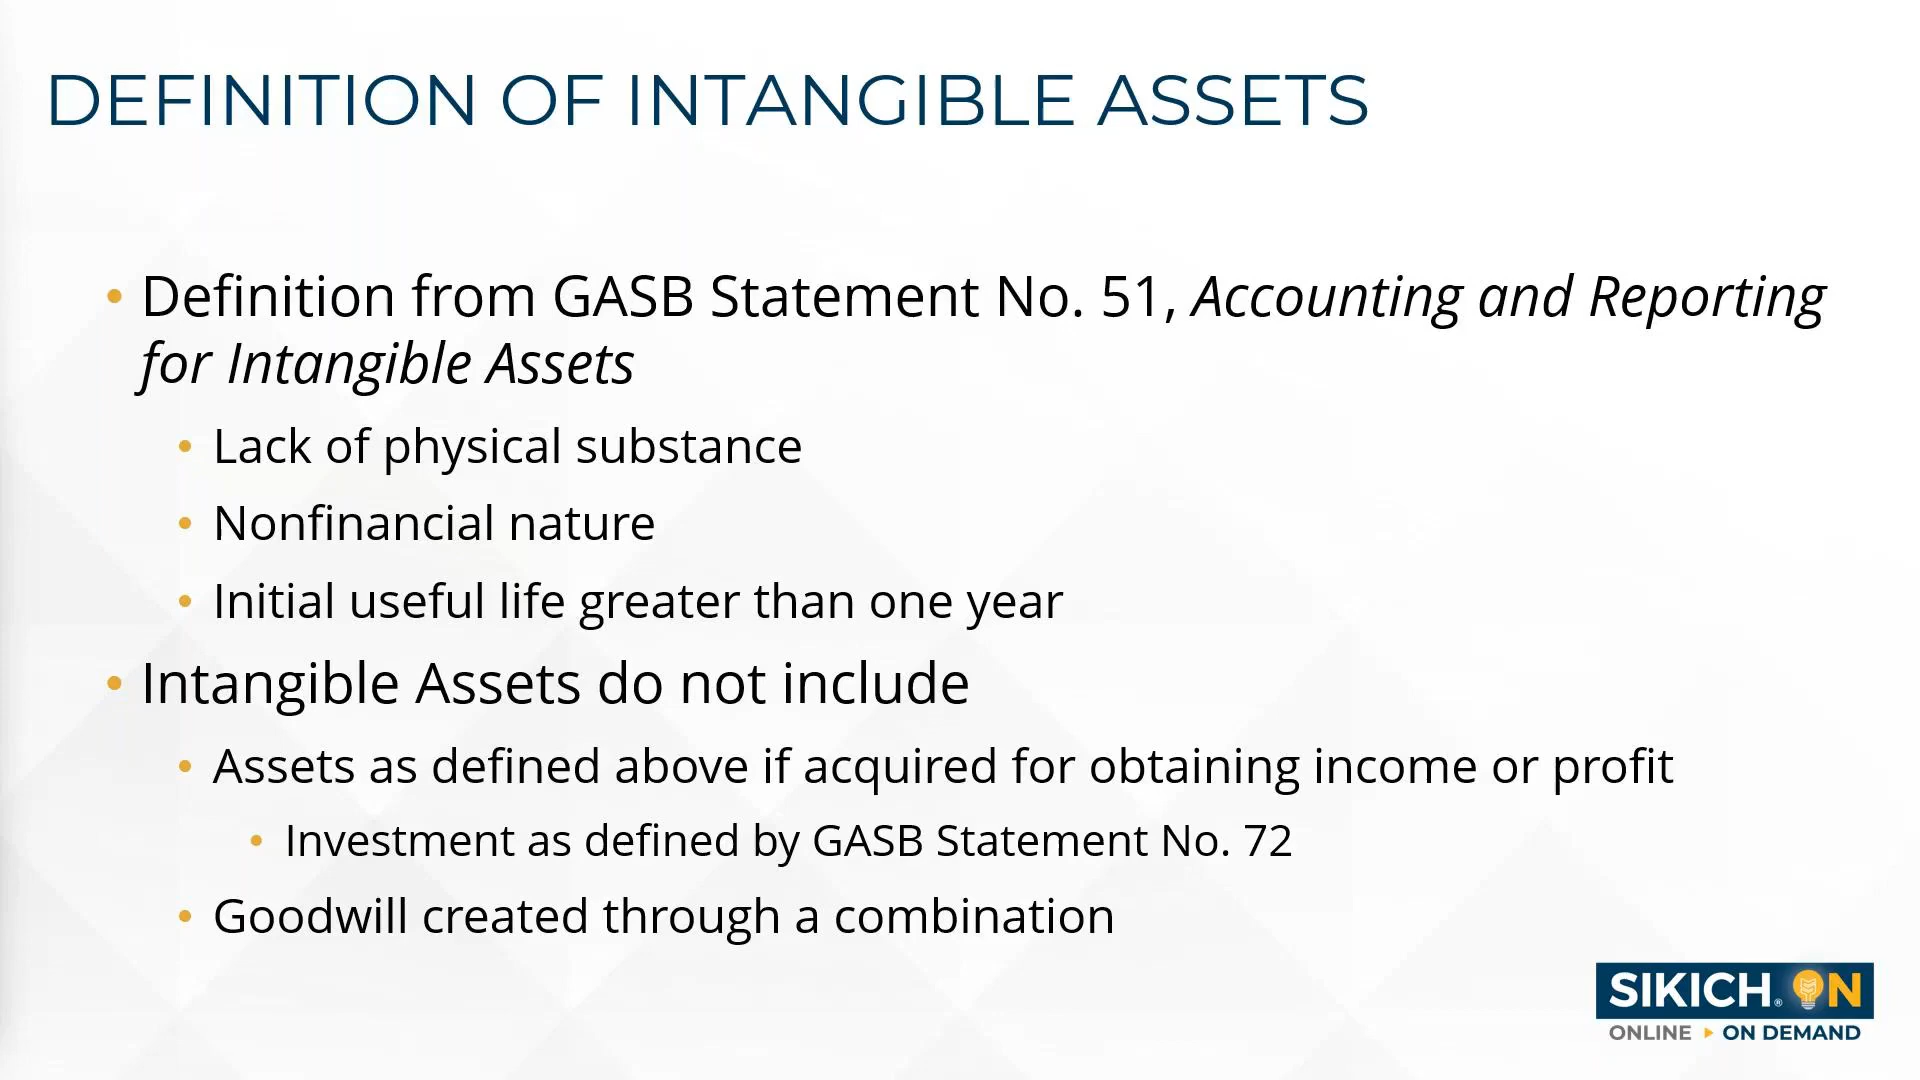 DEFINITION OF INTANGIBLE ASSETS
• Definition from GASB Statement No. 51, Accounting and Reporting
for Intangible Assets
• Lack of physical substance
• Nonfinancial nature
• Initial useful life greater than one year
• Intangible Assets do not include
• Assets as defined above if acquired for obtaining income or profit
• Investment as defined by GASB Statement No. 72
• Goodwill created through a combination
SIKICH® ON
ONLINE ▸ ON DEMAND